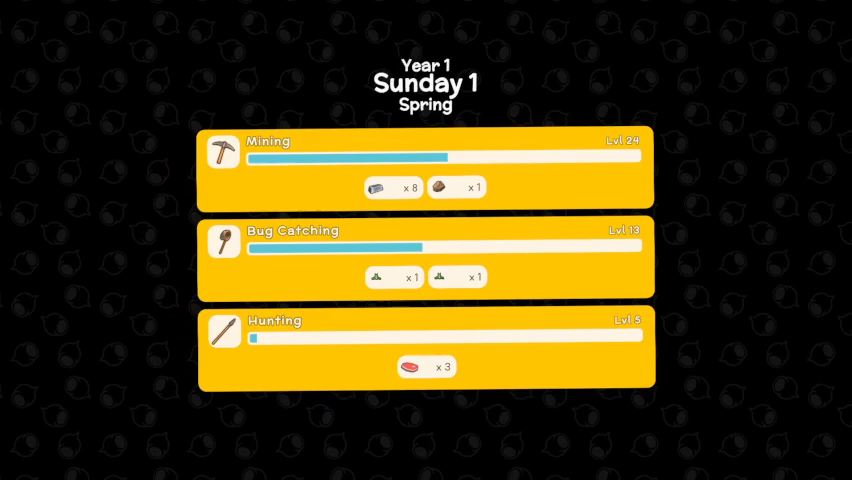 Year 1
Sunday 1
Spring
Mining Lvl 24
x 8 x 1
Bug Catching Lvl 13
x 1 x 1
Hunting Lvl 5
x 3